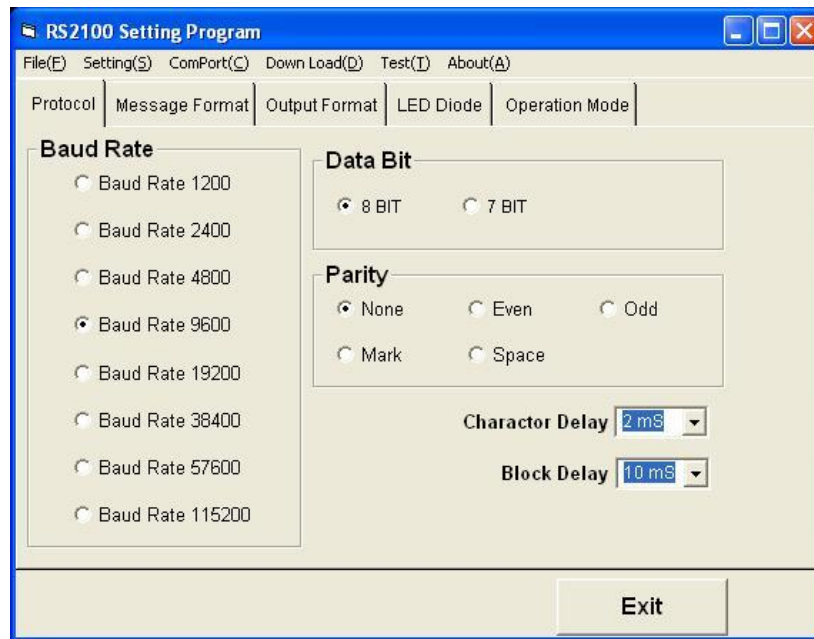 RS2100 Setting Program
File(F) Setting(S) ComPort(C) Down Load(D) Test(T) About(A)
Protocol Message Format Output Format LED Diode Operation Mode
Baud Rate
Baud Rate 1200
Baud Rate 2400
Baud Rate 4800
Baud Rate 9600
Baud Rate 19200
Baud Rate 38400
Baud Rate 57600
Baud Rate 115200
Data Bit
8 BIT 7 BIT
Parity
None Even Odd
Mark Space
Charactor Delay 2 mS
Block Delay 10 mS
Exit